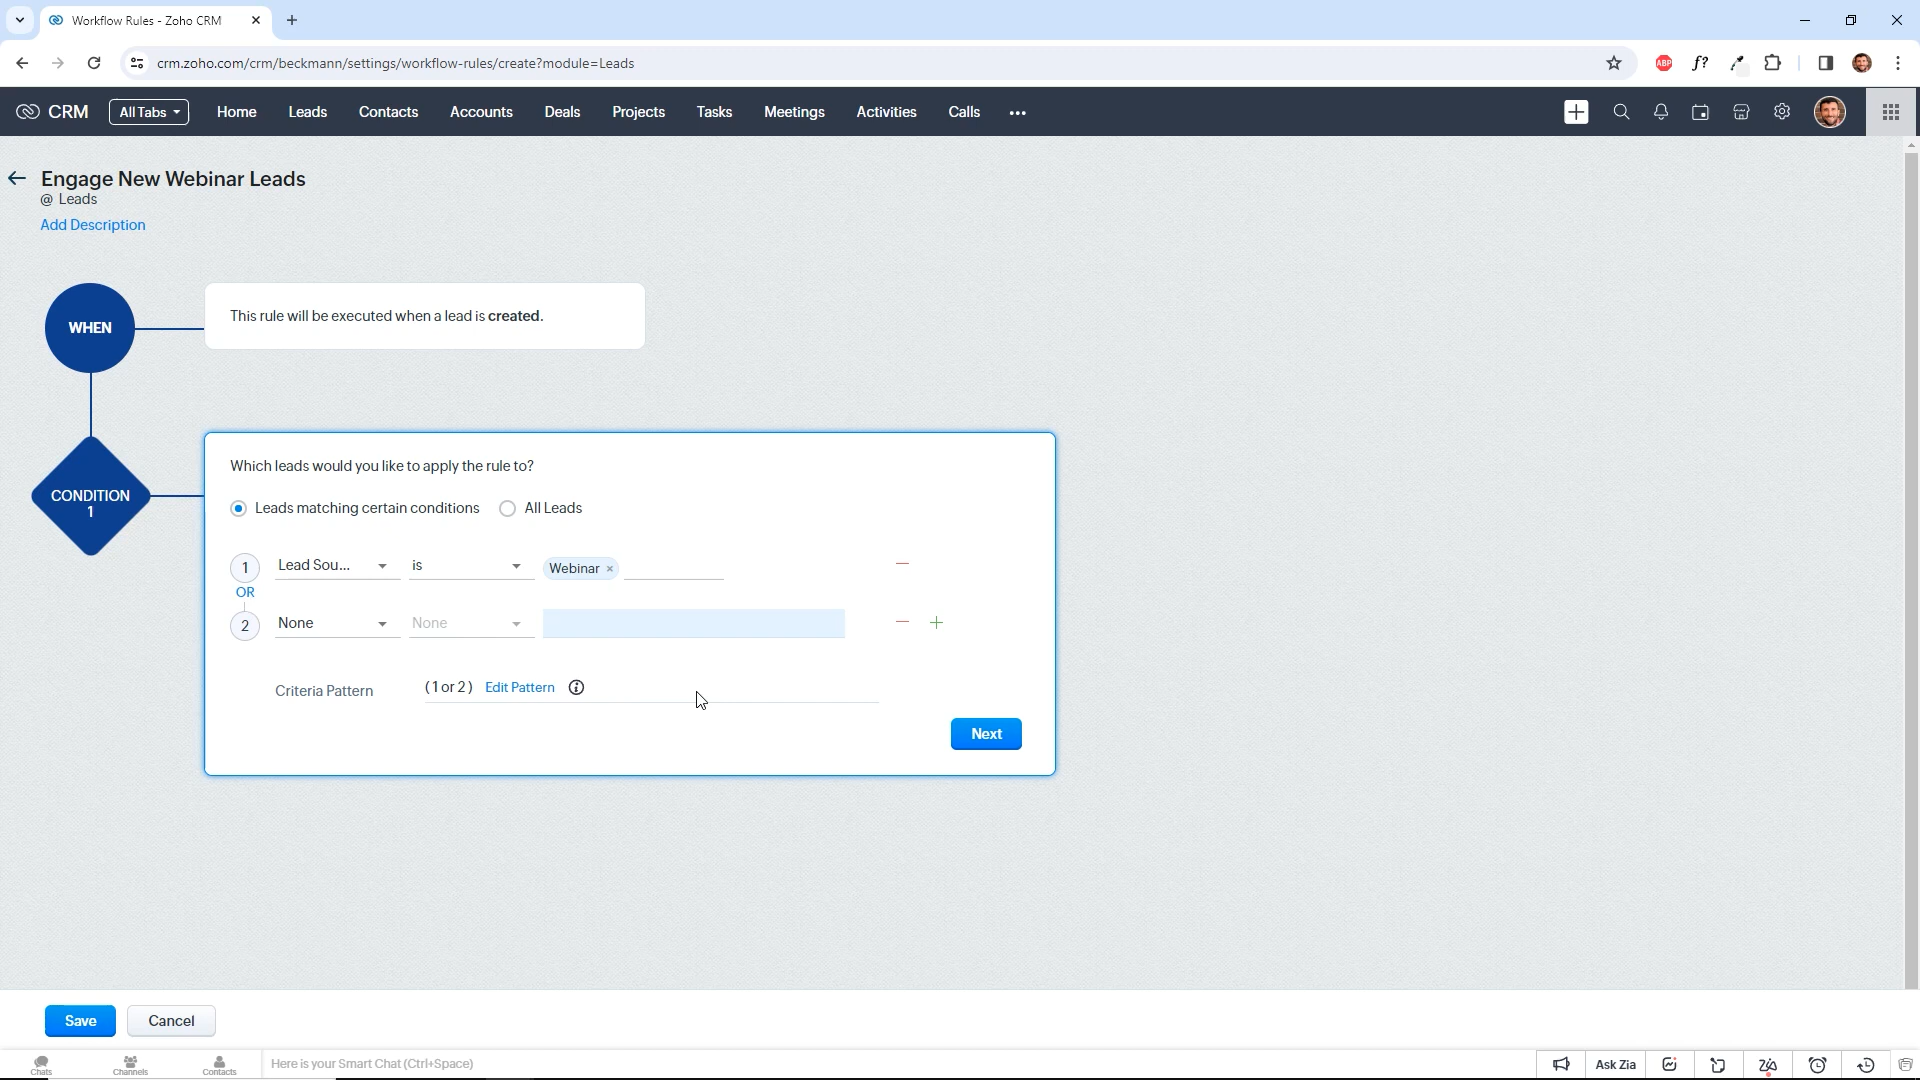 Workflow Rules - Zoho CRM
crm.zoho.com/crm/beckmann/settings/workflow-rules/create?module=Leads
ABP
f?
CRM
All Tabs
Home
Leads
Contacts
Accounts
Deals
Projects
Tasks
Meetings
Activities
Calls
Engage New Webinar Leads
@ Leads
Add Description
WHEN
This rule will be executed when a lead is created.
CONDITION
1
Which leads would you like to apply the rule to?
Leads matching certain conditions
All Leads
1
Lead Sou...
is
Webinar ×
OR
2
None
None
Criteria Pattern
( 1 or 2 )
Edit Pattern
Next
Save
Cancel
Chats
Channels
Contacts
Here is your Smart Chat (Ctrl+Space)
Ask Zia